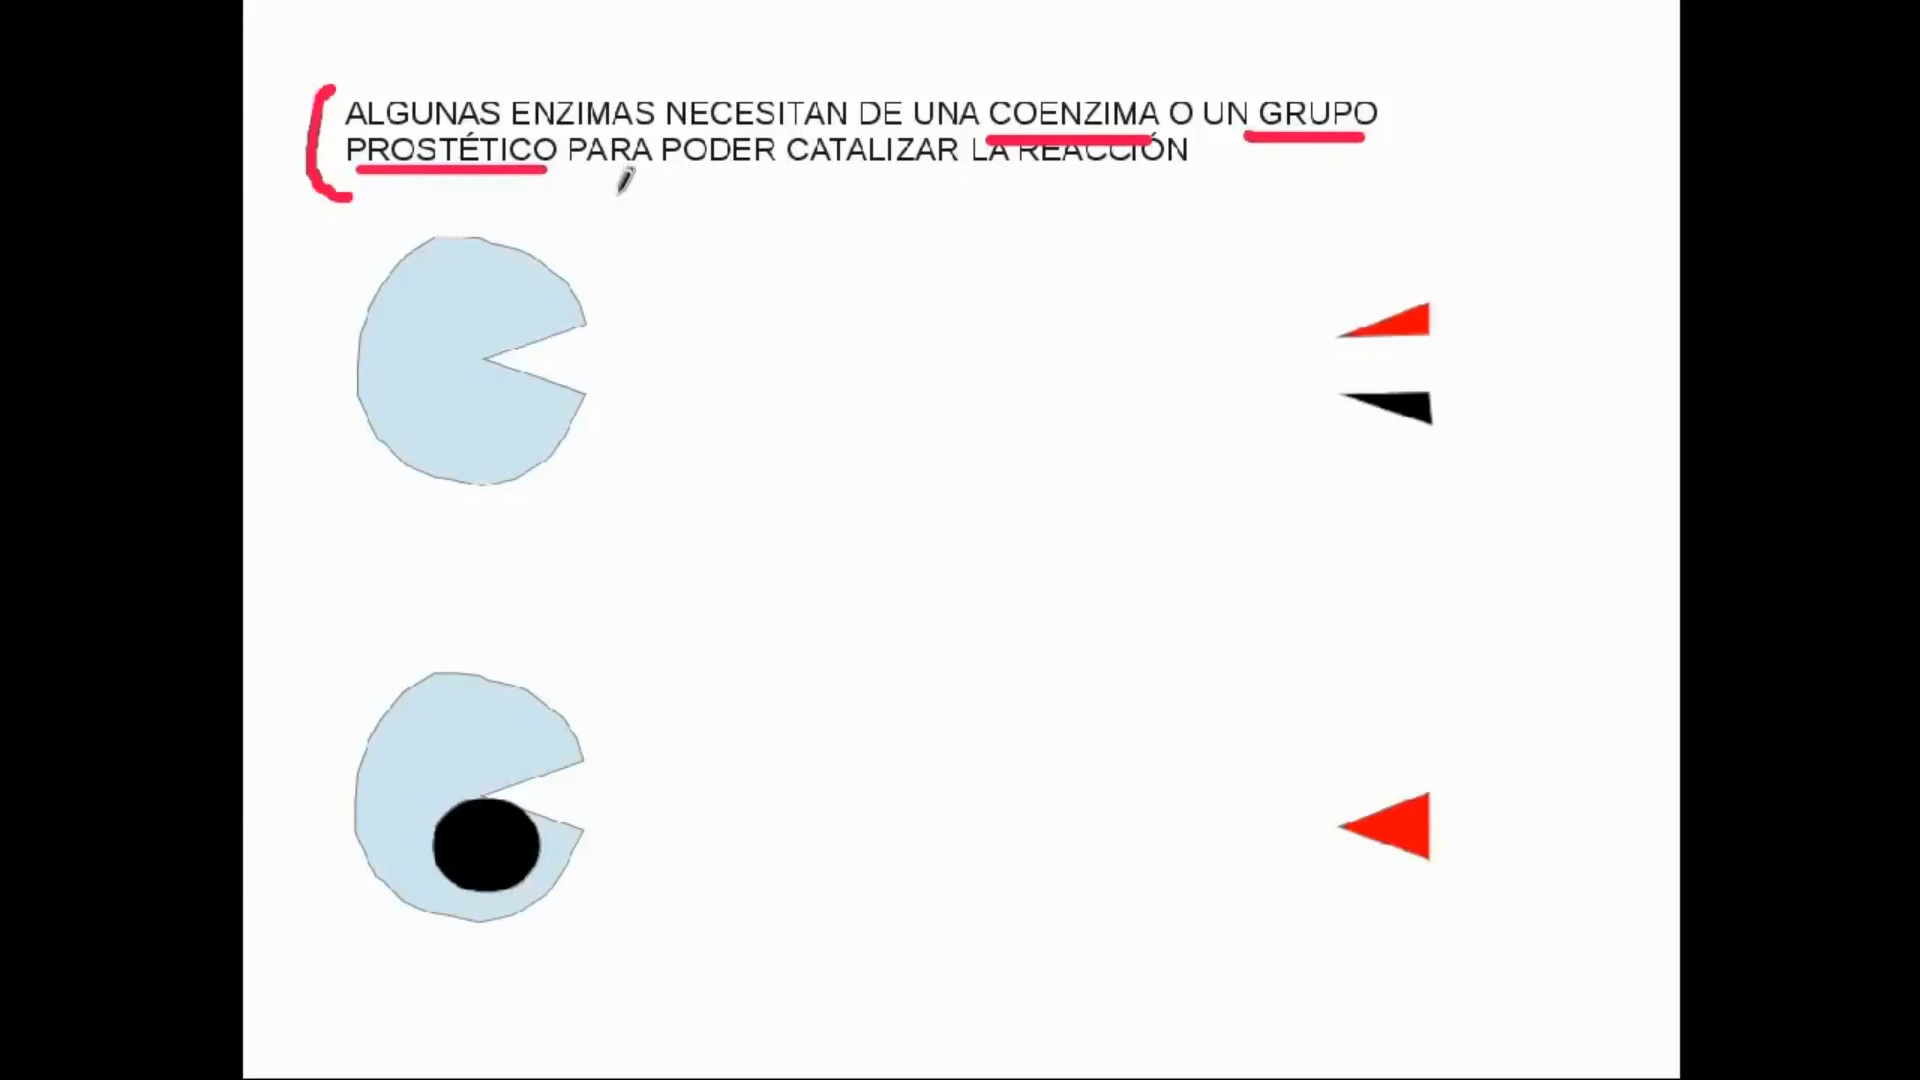 ALGUNAS ENZIMAS NECESITAN DE UNA COENZIMA O UN GRUPO
PROSTÉTICO PARA PODER CATALIZAR LA REACCIÓN